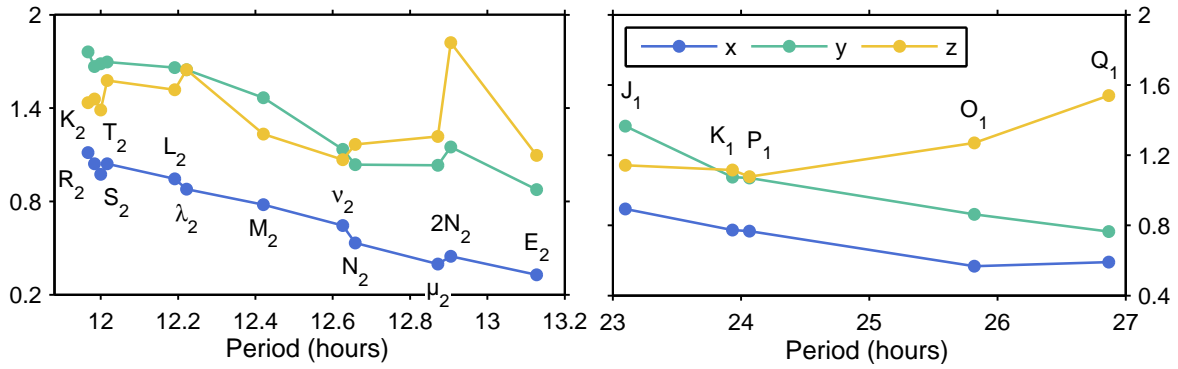 2
1.4
0.8
0.2
K₂
R₂
T₂
S₂
L₂
λ₂
M₂
ν₂
N₂
2N₂
μ₂
E₂
12 12.2 12.4 12.6 12.8 13 13.2
Period (hours)
x y z
J₁
K₁
P₁
O₁
Q₁
2
1.6
1.2
0.8
0.4
23 24 25 26 27
Period (hours)